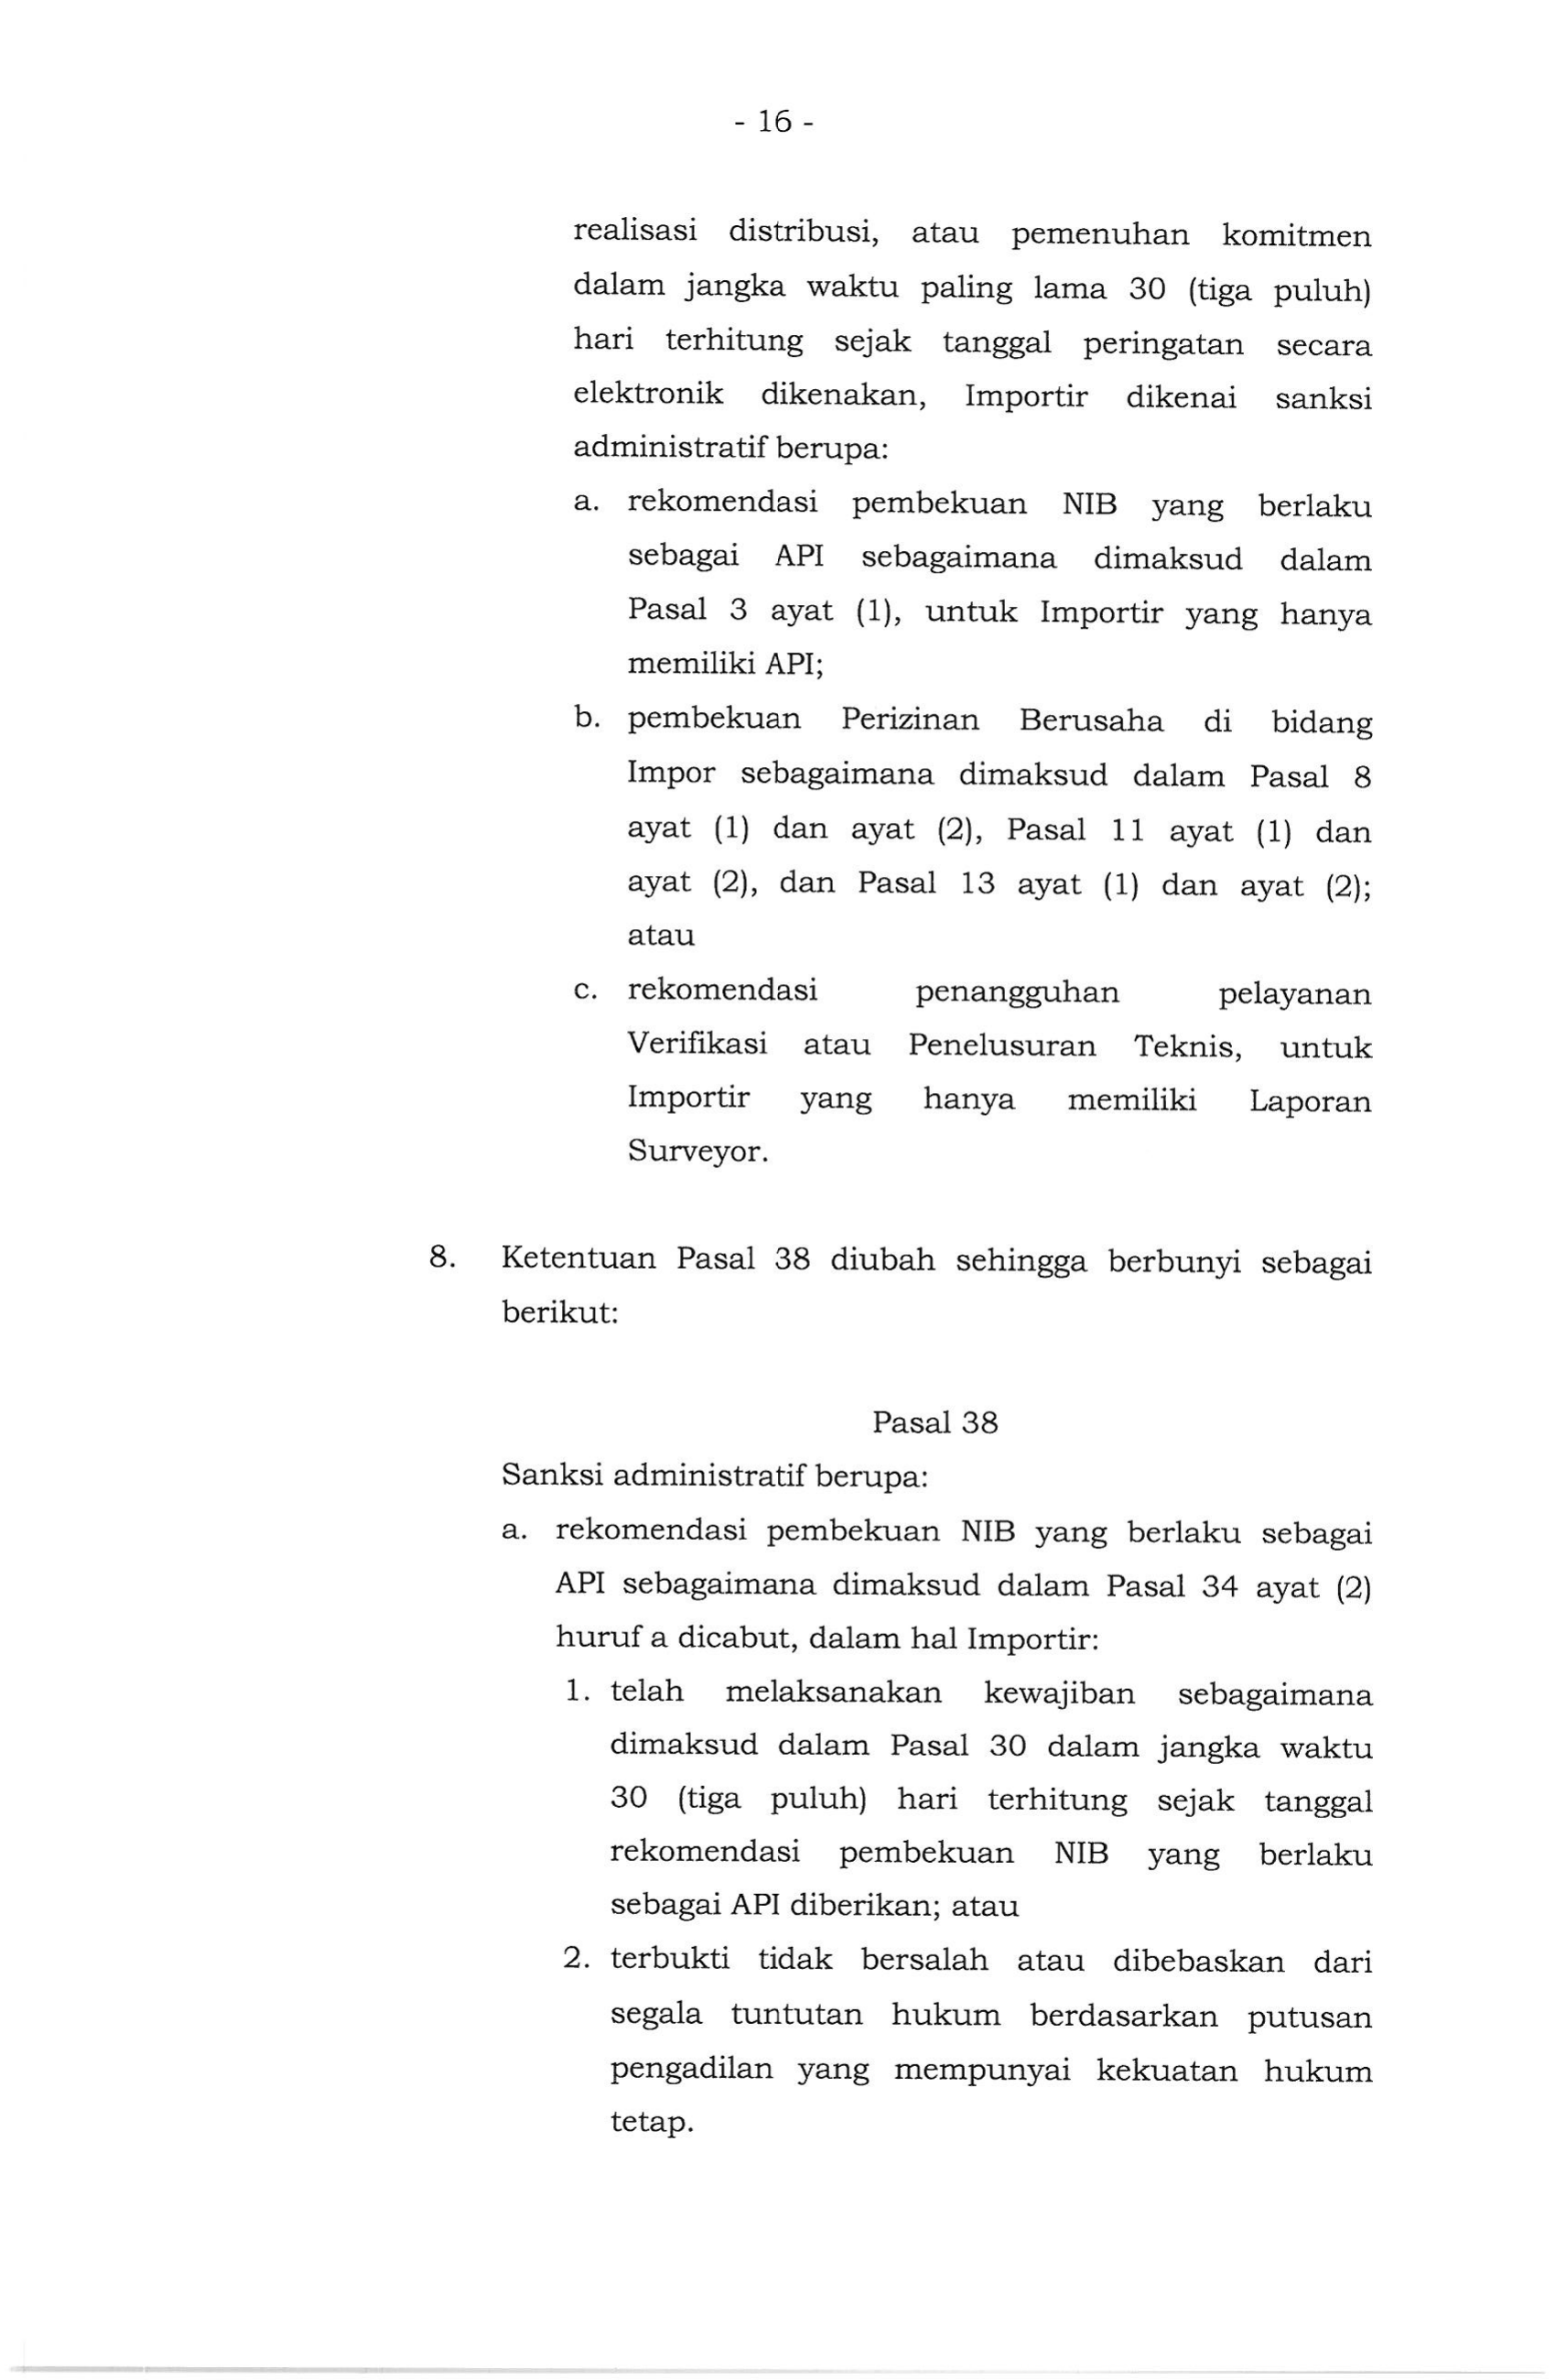 - 16 -
realisasi distribusi, atau pemenuhan komitmen
dalam jangka waktu paling lama 30 (tiga puluh)
hari terhitung sejak tanggal peringatan secara
elektronik dikenakan, Importir dikenai sanksi
administratif berupa:
a. rekomendasi pembekuan NIB yang berlaku
sebagai API sebagaimana dimaksud dalam
Pasal 3 ayat (1), untuk Importir yang hanya
memiliki API;
b. pembekuan Perizinan Berusaha di bidang
Impor sebagaimana dimaksud dalam Pasal 8
ayat (1) dan ayat (2), Pasal 11 ayat (1) dan
ayat (2), dan Pasal 13 ayat (1) dan ayat (2);
atau
c. rekomendasi penangguhan pelayanan
Verifikasi atau Penelusuran Teknis, untuk
Importir yang hanya memiliki Laporan
Surveyor.
8. Ketentuan Pasal 38 diubah sehingga berbunyi sebagai
berikut:
Pasal 38
Sanksi administratif berupa:
a. rekomendasi pembekuan NIB yang berlaku sebagai
API sebagaimana dimaksud dalam Pasal 34 ayat (2)
huruf a dicabut, dalam hal Importir:
1. telah melaksanakan kewajiban sebagaimana
dimaksud dalam Pasal 30 dalam jangka waktu
30 (tiga puluh) hari terhitung sejak tanggal
rekomendasi pembekuan NIB yang berlaku
sebagai API diberikan; atau
2. terbukti tidak bersalah atau dibebaskan dari
segala tuntutan hukum berdasarkan putusan
pengadilan yang mempunyai kekuatan hukum
tetap.